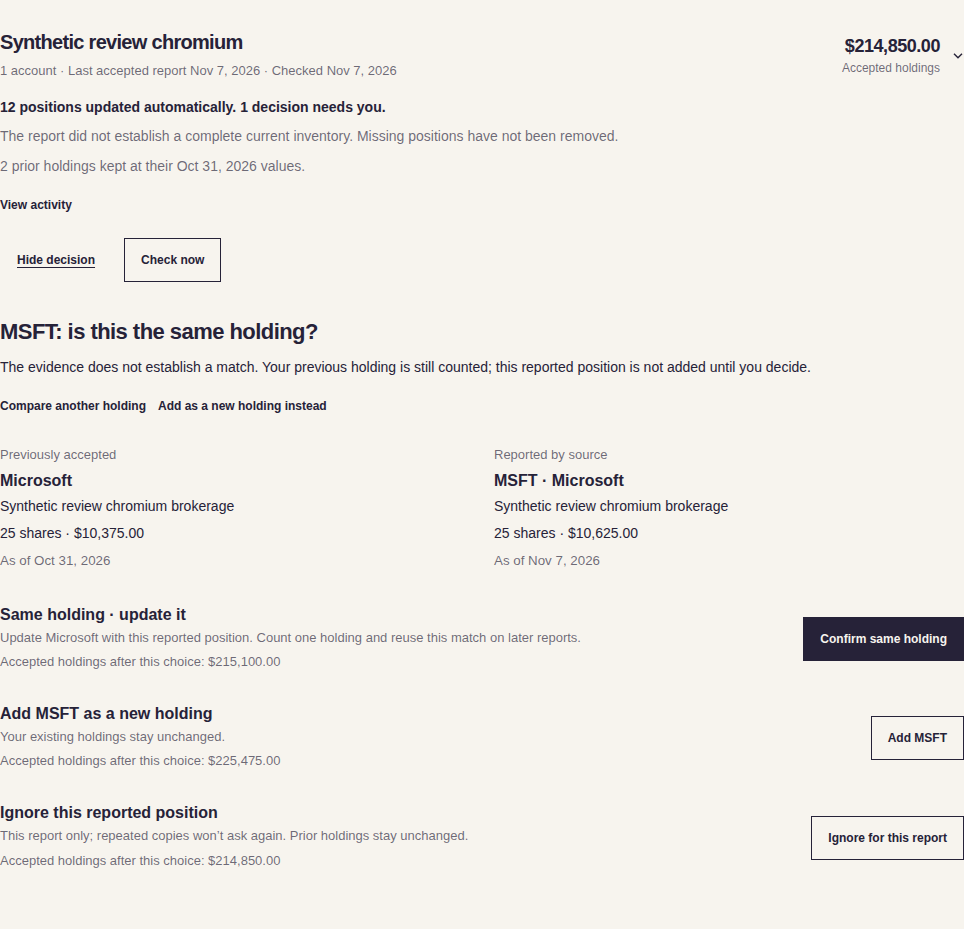 Synthetic review chromium
$214,850.00
1 account · Last accepted report Nov 7, 2026 · Checked Nov 7, 2026
Accepted holdings
12 positions updated automatically. 1 decision needs you.
The report did not establish a complete current inventory. Missing positions have not been removed.
2 prior holdings kept at their Oct 31, 2026 values.
View activity
Hide decision
Check now
MSFT: is this the same holding?
The evidence does not establish a match. Your previous holding is still counted; this reported position is not added until you decide.
Compare another holding
Add as a new holding instead
Previously accepted
Microsoft
Synthetic review chromium brokerage
25 shares · $10,375.00
As of Oct 31, 2026
Reported by source
MSFT · Microsoft
Synthetic review chromium brokerage
25 shares · $10,625.00
As of Nov 7, 2026
Same holding · update it
Update Microsoft with this reported position. Count one holding and reuse this match on later reports.
Accepted holdings after this choice: $215,100.00
Confirm same holding
Add MSFT as a new holding
Your existing holdings stay unchanged.
Accepted holdings after this choice: $225,475.00
Add MSFT
Ignore this reported position
This report only; repeated copies won’t ask again. Prior holdings stay unchanged.
Accepted holdings after this choice: $214,850.00
Ignore for this report